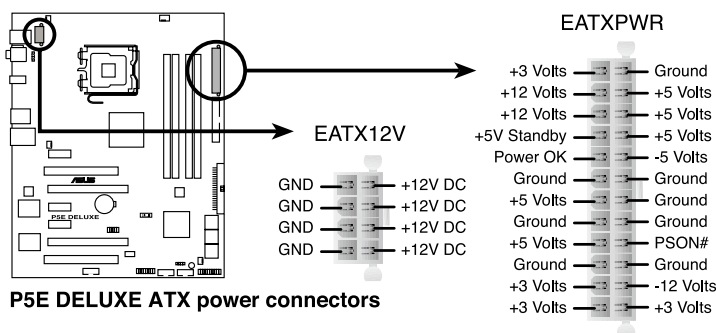 EATXPWR
+3 Volts Ground
+12 Volts +5 Volts
+12 Volts +5 Volts
+5V Standby +5 Volts
Power OK -5 Volts
Ground Ground
+5 Volts Ground
Ground Ground
+5 Volts PSON#
Ground Ground
+3 Volts -12 Volts
+3 Volts +3 Volts
EATX12V
GND +12V DC
GND +12V DC
GND +12V DC
GND +12V DC
ASUS
P5E DELUXE
P5E DELUXE ATX power connectors